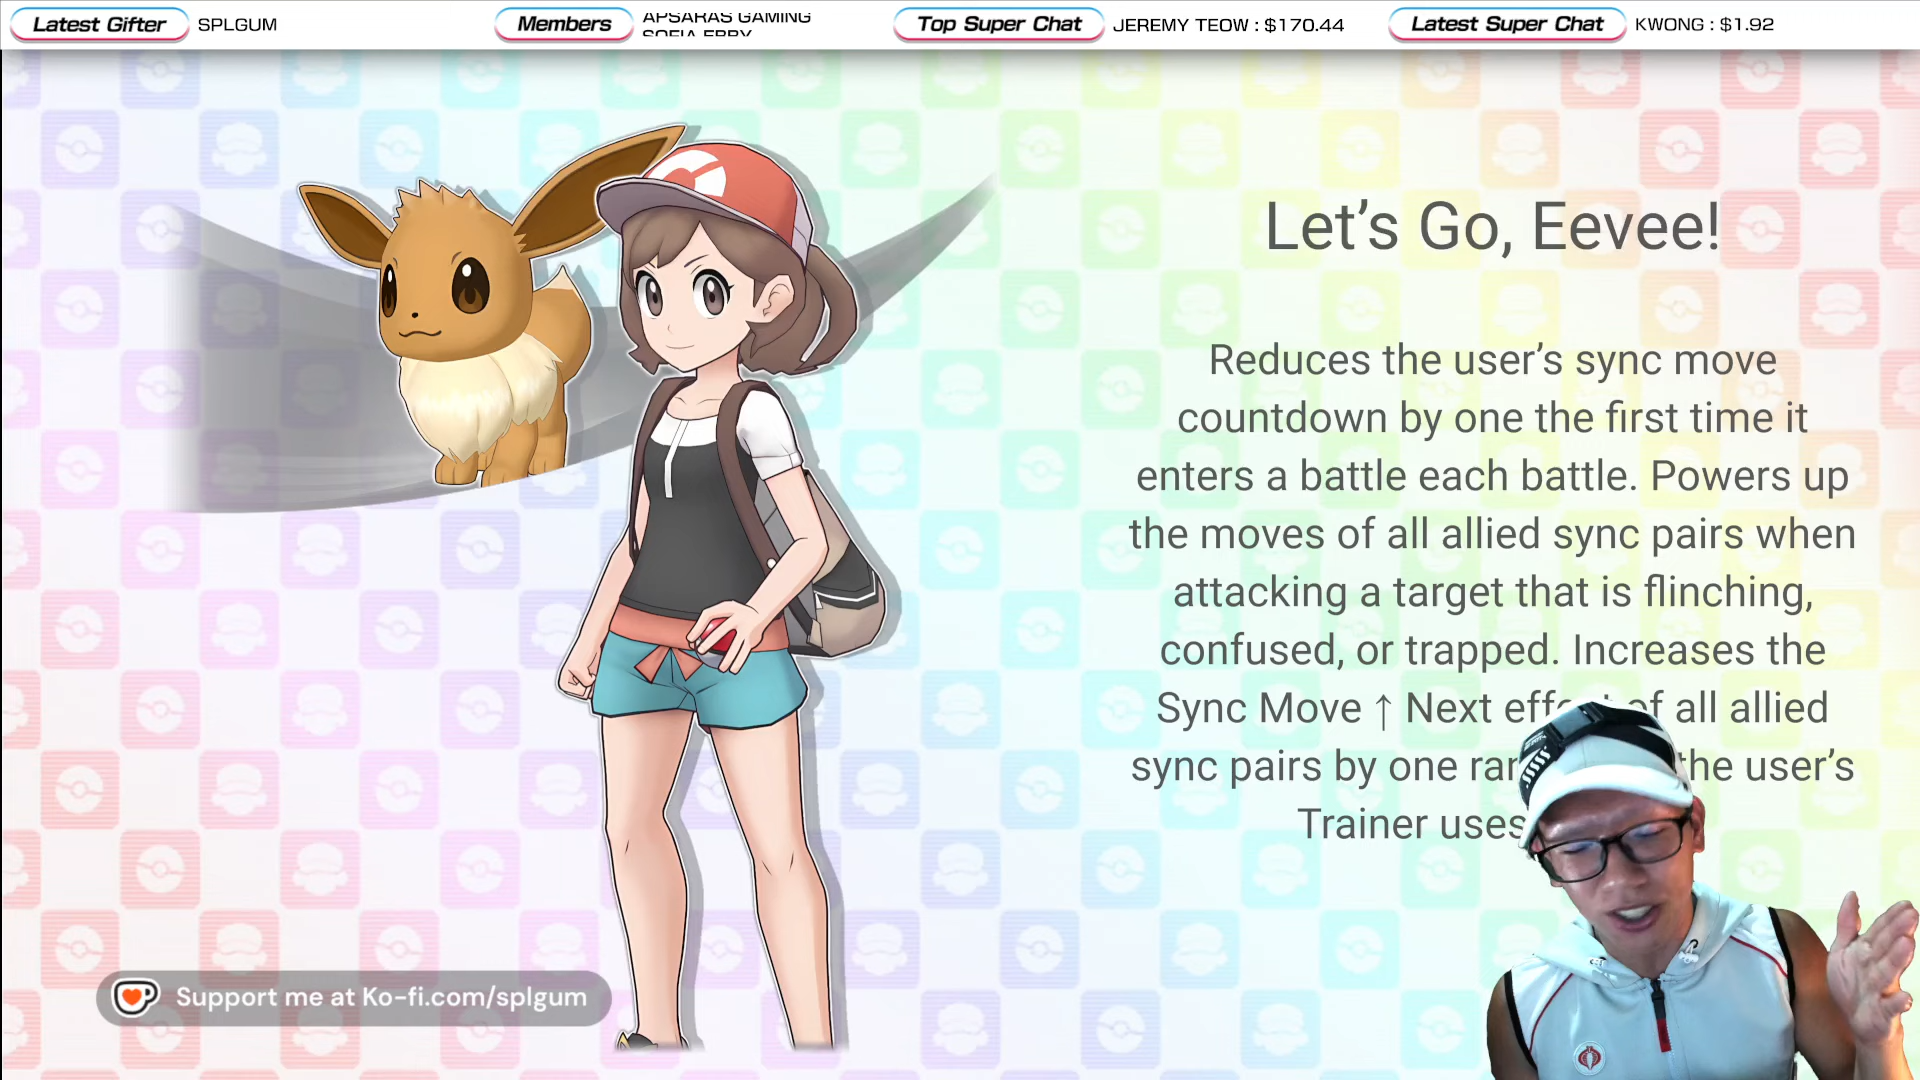 Latest Gifter SPLGUM Members APSARAS GAMING Top Super Chat JEREMY TEOW : $170.44 Latest Super Chat KWONG : $1.92
SOFIA ERBY
Let's Go, Eevee!
Reduces the user's sync move
countdown by one the first time it
enters a battle each battle. Powers up
the moves of all allied sync pairs when
attacking a target that is flinching,
confused, or trapped. Increases the
Sync Move ↑ Next of all allied
sync pairs by one the user's
Trainer uses
Support me at Ko-fi.com/splgum